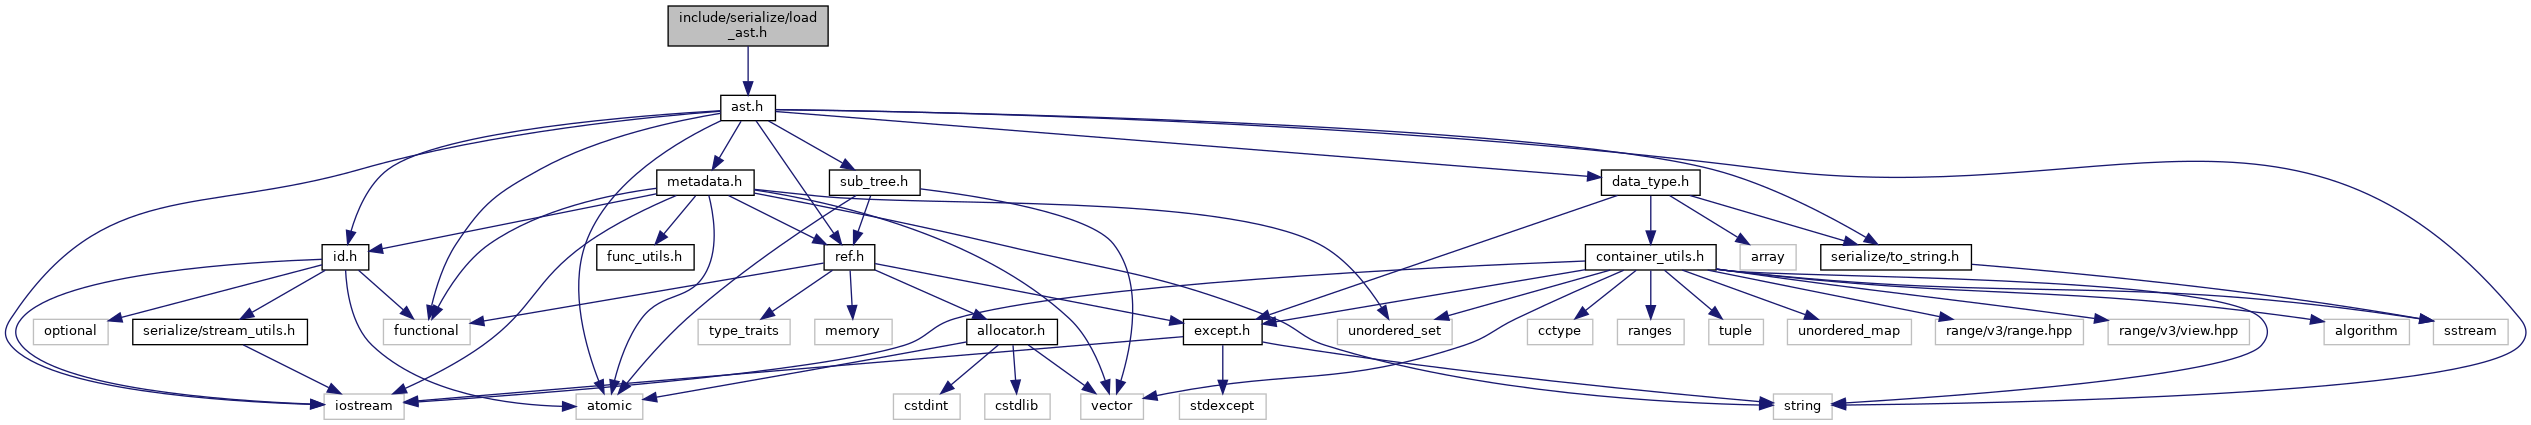 include/serialize/load
_ast.h
ast.h
metadata.h
sub_tree.h
data_type.h
id.h
func_utils.h
ref.h
container_utils.h
array
serialize/to_string.h
optional
serialize/stream_utils.h
functional
type_traits
memory
allocator.h
except.h
unordered_set
cctype
ranges
tuple
unordered_map
range/v3/range.hpp
range/v3/view.hpp
algorithm
sstream
iostream
atomic
cstdint
cstdlib
vector
stdexcept
string